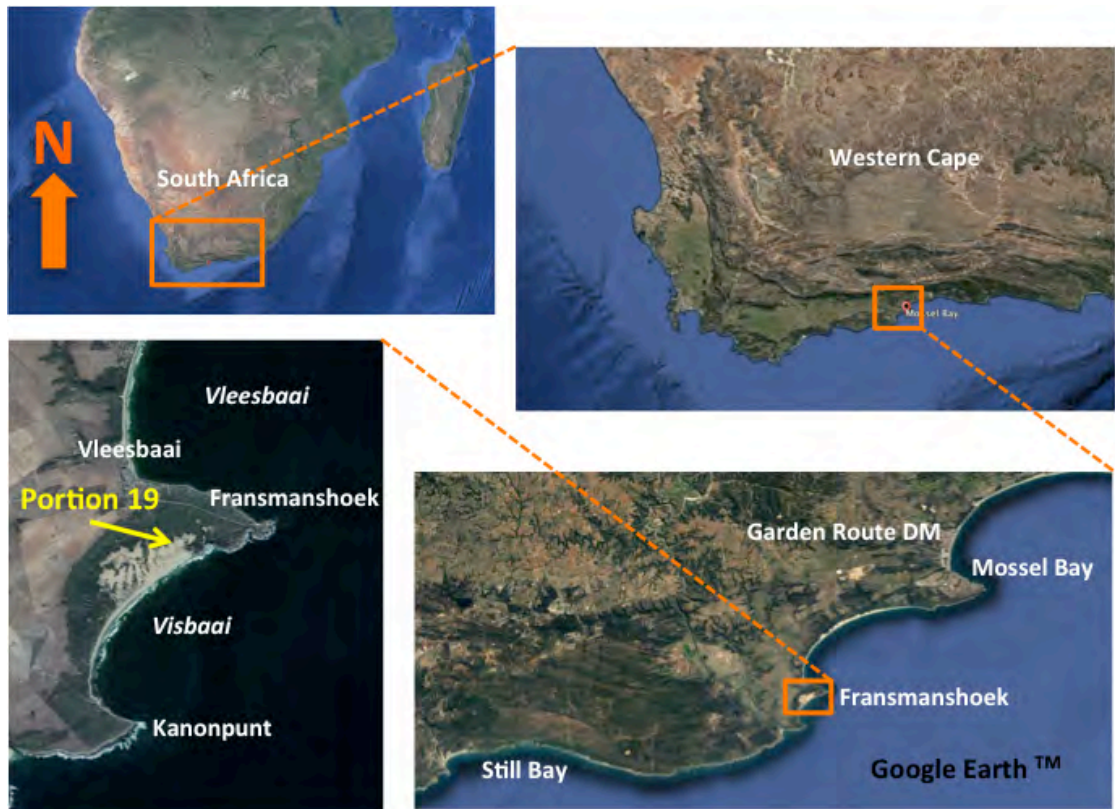 N
South Africa
Western Cape
Mossel Bay
Vleesbaai
Vleesbaai
Portion 19
Fransmanshoek
Visbaai
Kanonpunt
Garden Route DM
Mossel Bay
Fransmanshoek
Still Bay
Google Earth TM